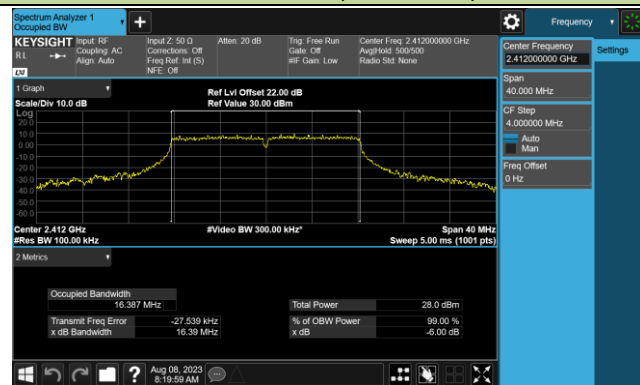 Spectrum Analyzer 1
Occupied BW
+
Frequency
KEYSIGHT
RL
LXI
Input: RF
Coupling: AC
Align: Auto
Input Z: 50 Ω
Corrections: Off
Freq Ref: Int (S)
NFE: Off
Atten: 20 dB
Trig: Free Run
Gate: Off
#IF Gain: Low
Center Freq: 2.412000000 GHz
Avg|Hold: 500/500
Radio Std: None
Center Frequency
2.412000000 GHz
Settings
Span
40.000 MHz
CF Step
4.000000 MHz
Auto
Man
Freq Offset
0 Hz
1 Graph
Scale/Div 10.0 dB
Ref Lvl Offset 22.00 dB
Ref Value 30.00 dBm
Log
20.0
10.0
0.00
-10.0
-20.0
-30.0
-40.0
-50.0
-60.0
Center 2.412 GHz
#Video BW 300.00 kHz*
Span 40 MHz
#Res BW 100.00 kHz
Sweep 5.00 ms (1001 pts)
2 Metrics
Occupied Bandwidth
16.387 MHz
Total Power 28.0 dBm
Transmit Freq Error -27.539 kHz
% of OBW Power 99.00 %
x dB Bandwidth 16.39 MHz
x dB -6.00 dB
?
Aug 08, 2023
8:19:59 AM